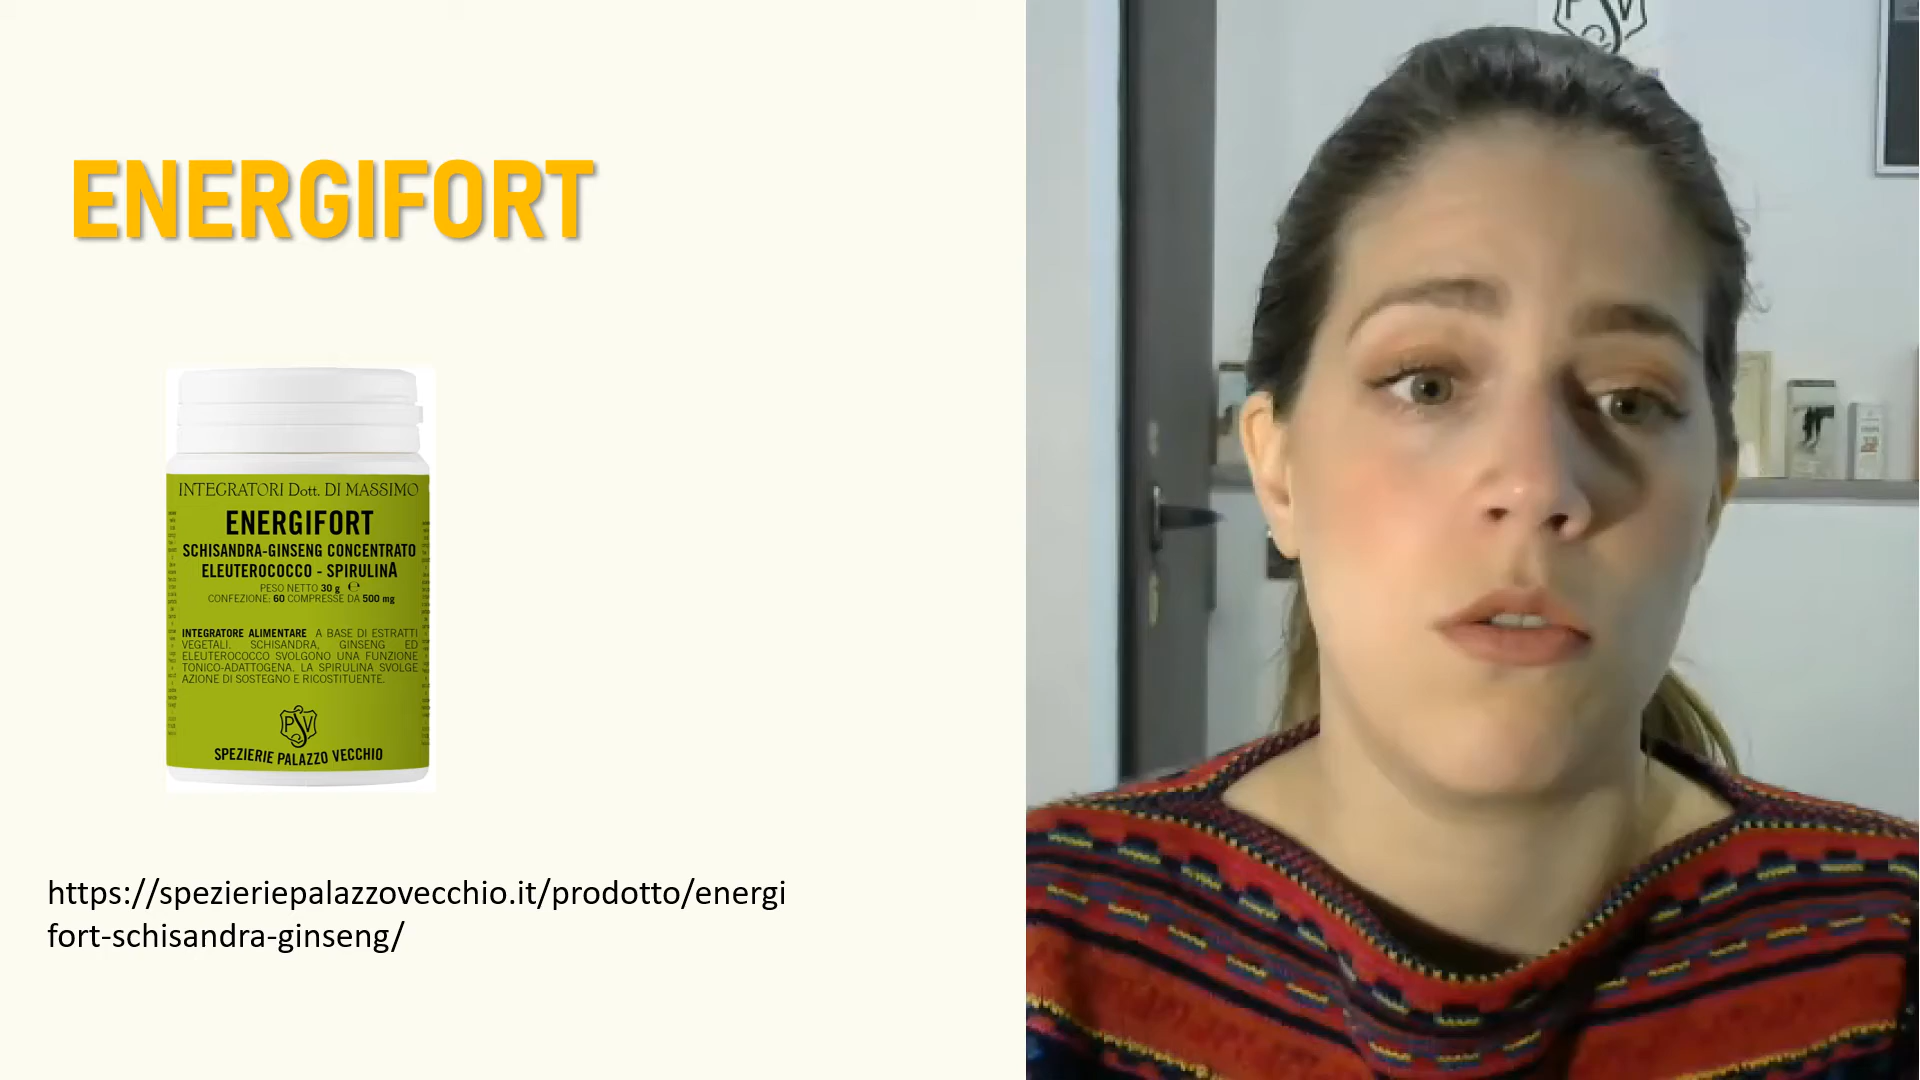 ENERGIFORT
INTEGRATORI Dott. DI MASSIMO
ENERGIFORT
SCHISANDRA-GINSENG CONCENTRATO
ELEUTEROCOCCO - SPIRULINA
PESO NETTO 30 g ℮
CONFEZIONE: 60 COMPRESSE DA 500 mg
INTEGRATORE ALIMENTARE A BASE DI ESTRATTI
VEGETALI. SCHISANDRA, GINSENG ED
ELEUTEROCOCCO SVOLGONO UNA FUNZIONE
TONICO-ADATTOGENA. LA SPIRULINA SVOLGE
AZIONE DI SOSTEGNO E RICOSTITUENTE.
PSV
SPEZIERIE PALAZZO VECCHIO
https://spezieriepalazzovecchio.it/prodotto/energi
fort-schisandra-ginseng/
PSV